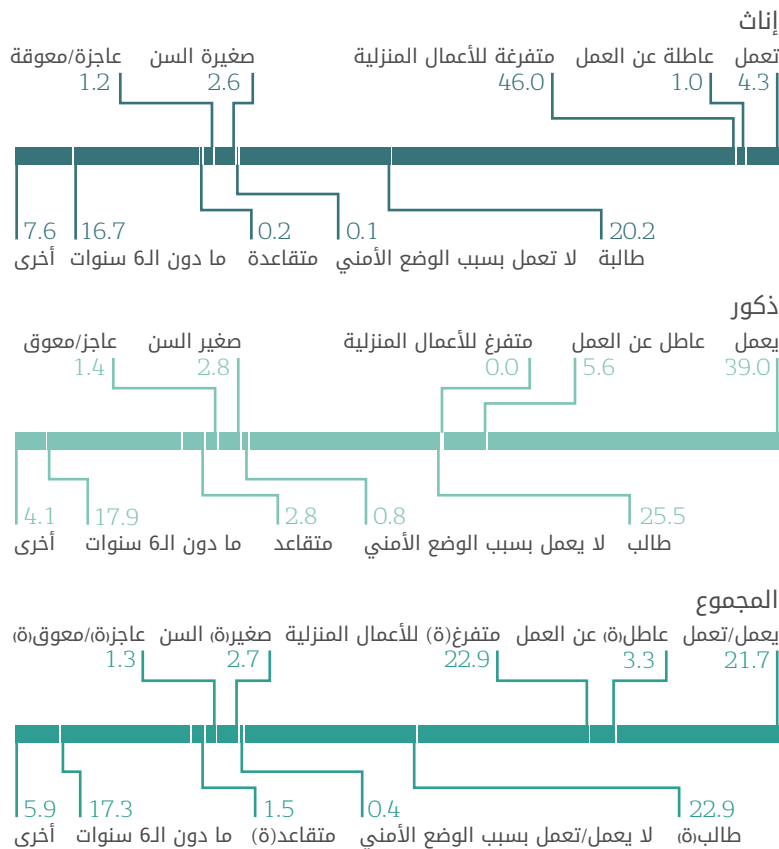 إناث
تعمل عاطلة عن العمل متفرغة للأعمال المنزلية صغيرة السن عاجزة/معوقة
4.3 1.0 46.0 2.6 1.2
20.2 0.1 0.2 16.7 7.6
طالبة لا تعمل بسبب الوضع الأمني متقاعدة ما دون الـ6 سنوات أخرى
ذكور
يعمل عاطل عن العمل متفرغ للأعمال المنزلية صغير السن عاجز/معوق
39.0 5.6 0.0 2.8 1.4
25.5 0.8 2.8 17.9 4.1
طالب لا يعمل بسبب الوضع الأمني متقاعد ما دون الـ6 سنوات أخرى
المجموع
يعمل/تعمل عاطل(ة) عن العمل متفرغ(ة) للأعمال المنزلية صغير(ة) السن عاجز(ة)/معوق(ة)
21.7 3.3 22.9 2.7 1.3
22.9 0.4 1.5 17.3 5.9
طالب(ة) لا يعمل/تعمل بسبب الوضع الأمني متقاعد(ة) ما دون الـ6 سنوات أخرى